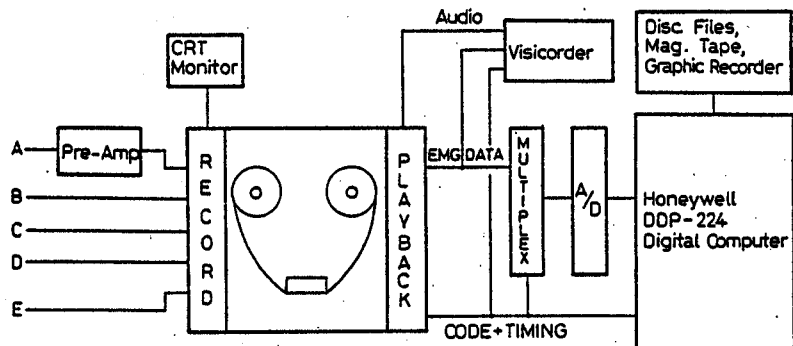 Audio
CRT
Monitor
Visicorder
Disc Files,
Mag. Tape,
Graphic Recorder
A
Pre-Amp
B
C
D
E
RECORD
PLAYBACK
EMG DATA
MULTIPLEX
A/D
Honeywell
DDP-224
Digital Computer
CODE+TIMING